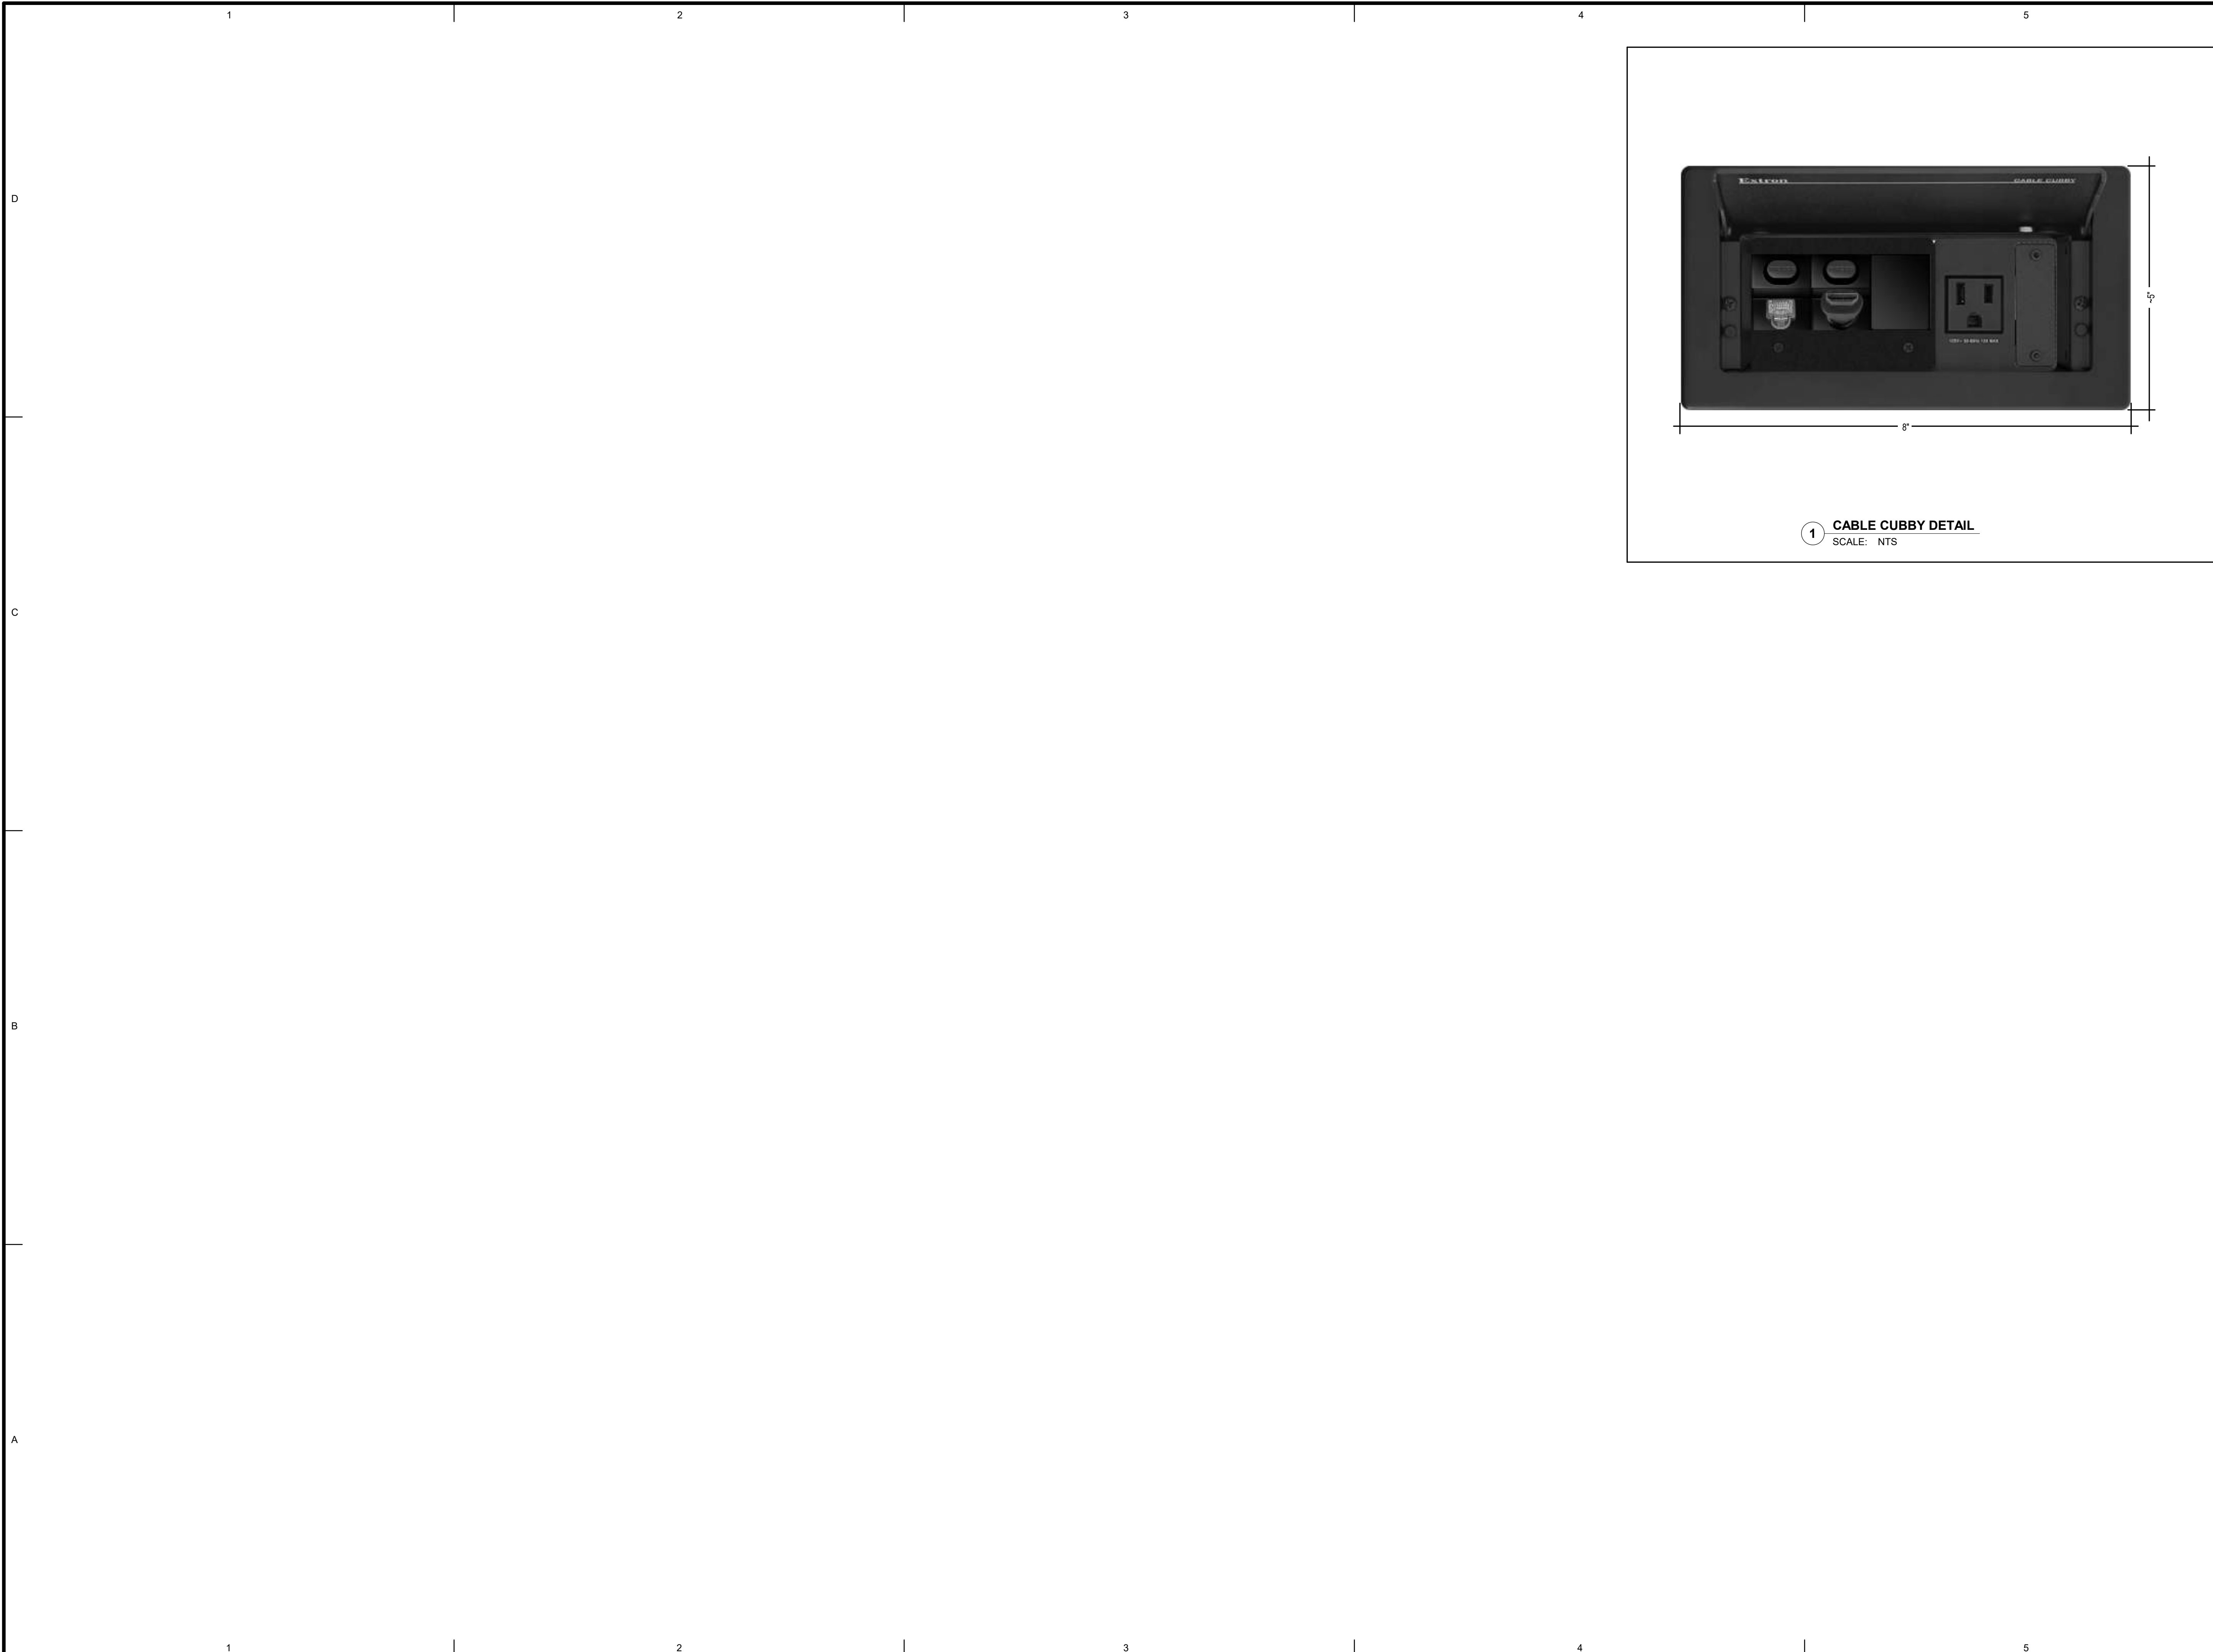 1 2 3 4 5
D
Extron CABLE CUBBY
~5"
8"
1 CABLE CUBBY DETAIL
SCALE: NTS
C
B
A
1 2 3 4 5